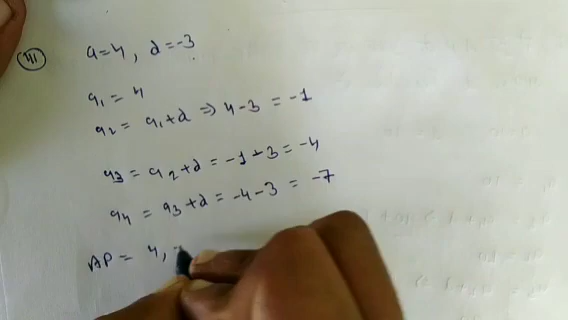 (iii) a=4, d=-3
a1 = 4
a2 = a1+d ⇒ 4-3 = -1
a3 = a2+d = -1+3 = -4
a4 = a3+d = -4-3 = -7
AP = 4, -